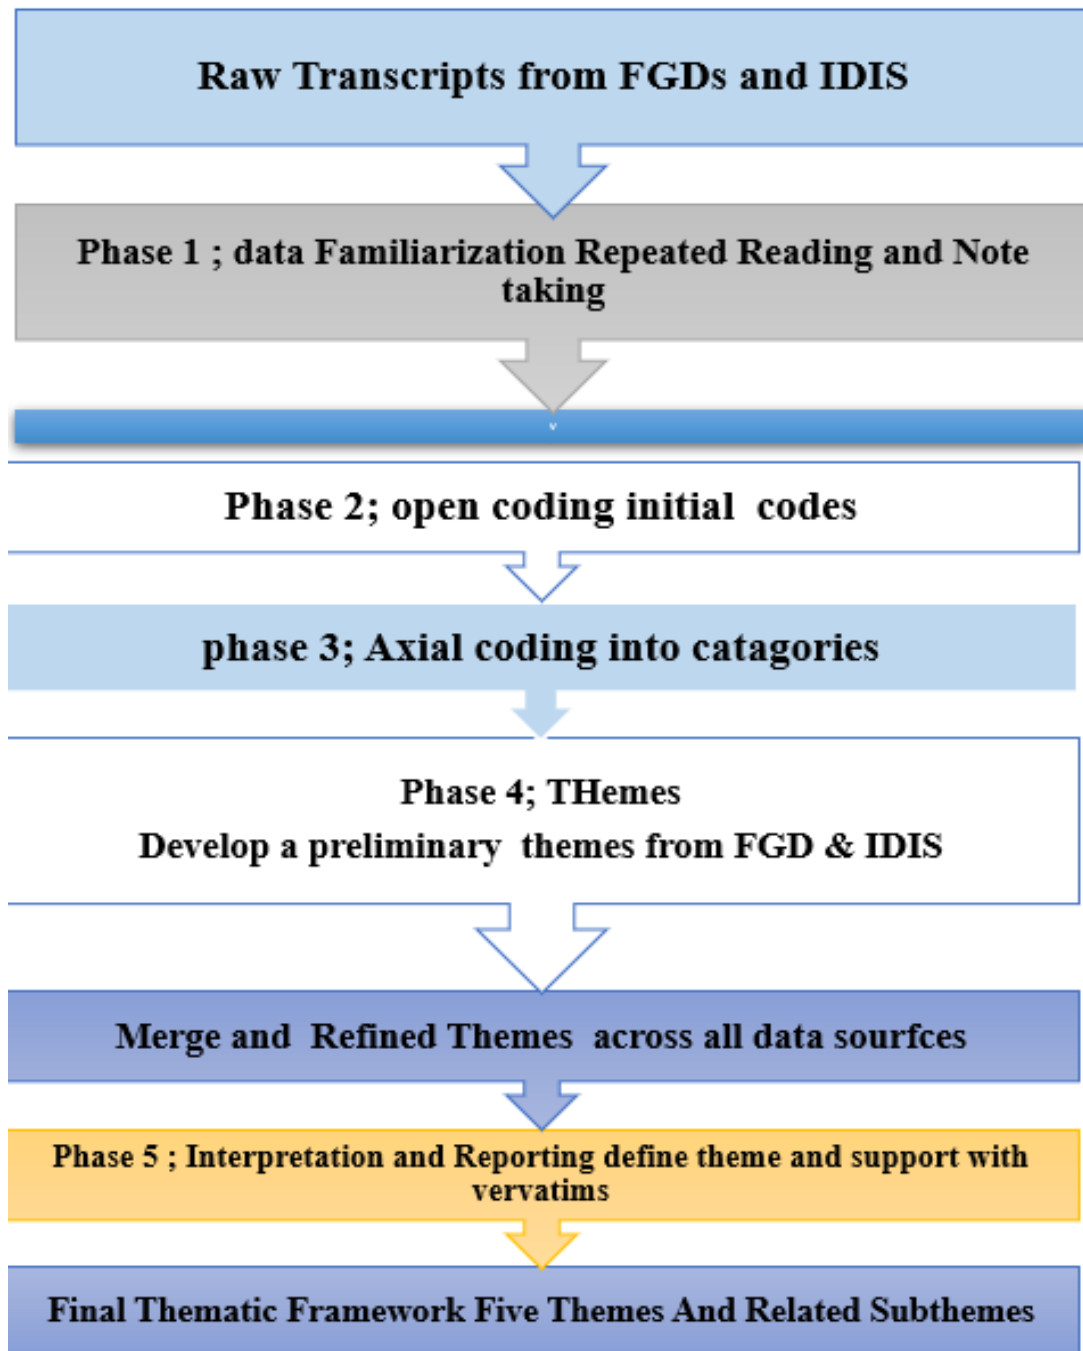 Raw Transcripts from FGDs and IDIS
Phase 1 ; data Familiarization Repeated Reading and Note
taking
v
Phase 2; open coding initial codes
phase 3; Axial coding into catagories
Phase 4; THemes
Develop a preliminary themes from FGD & IDIS
Merge and Refined Themes across all data sourfces
Phase 5 ; Interpretation and Reporting define theme and support with
vervatims
Final Thematic Framework Five Themes And Related Subthemes